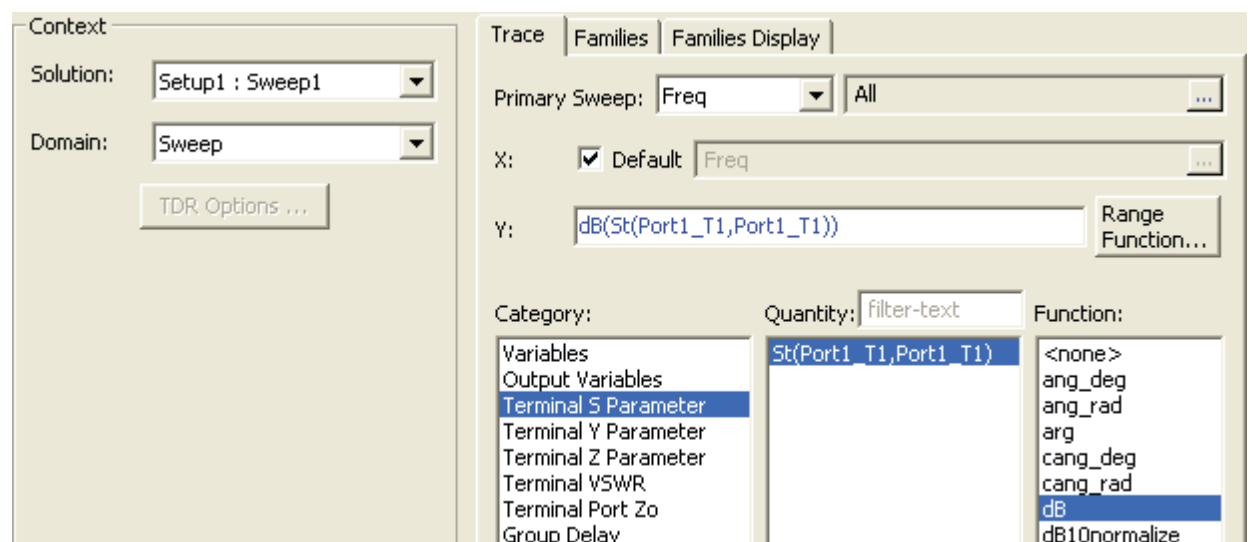 Context
Solution: Setup1 : Sweep1
Domain: Sweep
TDR Options ...
Trace Families Families Display
Primary Sweep: Freq All ...
X: Default Freq ...
Y: dB(St(Port1_T1,Port1_T1)) Range Function...
Category: Quantity: filter-text Function:
Variables St(Port1_T1,Port1_T1) <none>
Output Variables ang_deg
Terminal S Parameter ang_rad
Terminal Y Parameter arg
Terminal Z Parameter cang_deg
Terminal VSWR cang_rad
Terminal Port Zo dB
Group Delay dB10normalize